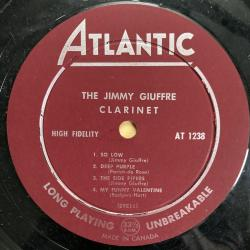 ATLANTIC
THE JIMMY GIUFFRE
CLARINET
HIGH FIDELITY
AT 1238
1. SO LOW
(Jimmy Giuffre)
2. DEEP PURPLE
(Parish-de Rose)
3. THE SIDE PIPERS
(Jimmy Giuffre)
4. MY FUNNY VALENTINE
(Rodgers-Hart)
LONG PLAYING
33⅓
UNBREAKABLE
MADE IN CANADA